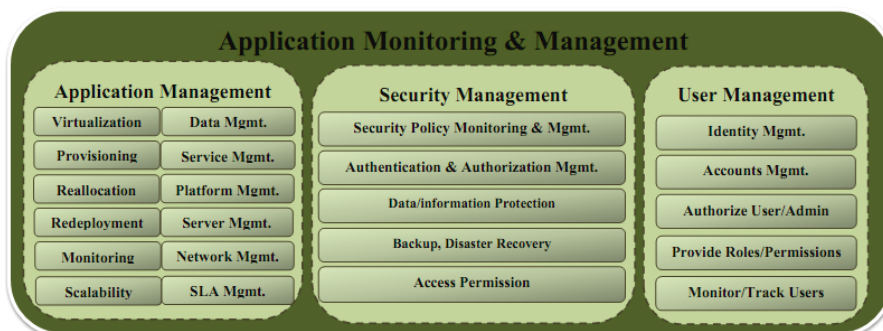 Application Monitoring & Management
Application Management
Virtualization
Data Mgmt.
Provisioning
Service Mgmt.
Reallocation
Platform Mgmt.
Redeployment
Server Mgmt.
Monitoring
Network Mgmt.
Scalability
SLA Mgmt.
Security Management
Security Policy Monitoring & Mgmt.
Authentication & Authorization Mgmt.
Data/information Protection
Backup, Disaster Recovery
Access Permission
User Management
Identity Mgmt.
Accounts Mgmt.
Authorize User/Admin
Provide Roles/Permissions
Monitor/Track Users